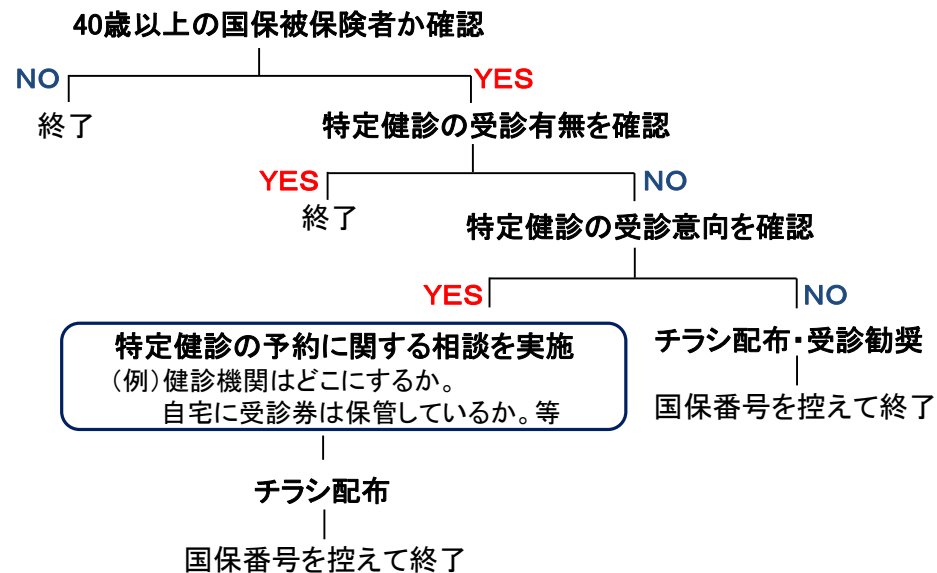 40歳以上の国保被保険者か確認
NO
YES
終了
特定健診の受診有無を確認
YES
NO
終了
特定健診の受診意向を確認
YES
NO
特定健診の予約に関する相談を実施
（例）健診機関はどこにするか。
自宅に受診券は保管しているか。等
チラシ配布・受診勧奨
国保番号を控えて終了
チラシ配布
国保番号を控えて終了